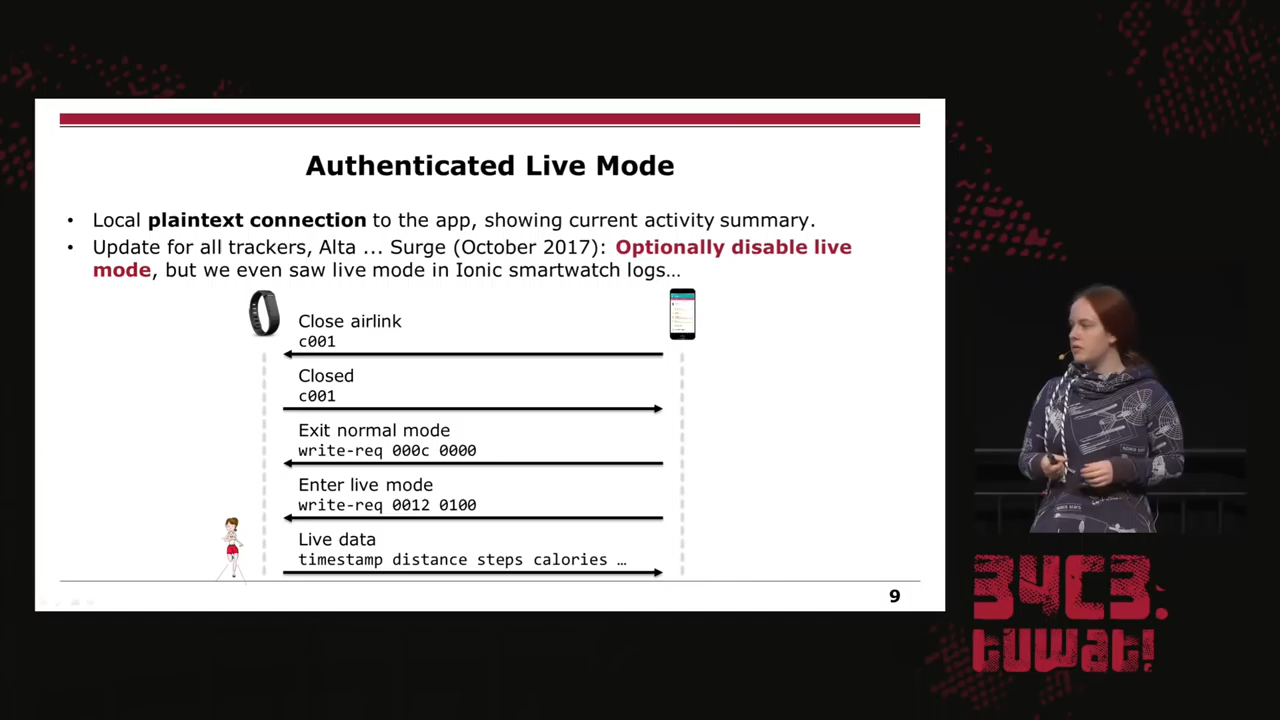 Authenticated Live Mode
• Local plaintext connection to the app, showing current activity summary.
• Update for all trackers, Alta ... Surge (October 2017): Optionally disable live
mode, but we even saw live mode in Ionic smartwatch logs…
Close airlink
c001
Closed
c001
Exit normal mode
write-req 000c 0000
Enter live mode
write-req 0012 0100
Live data
timestamp distance steps calories …
9
34C3.
tuwat!